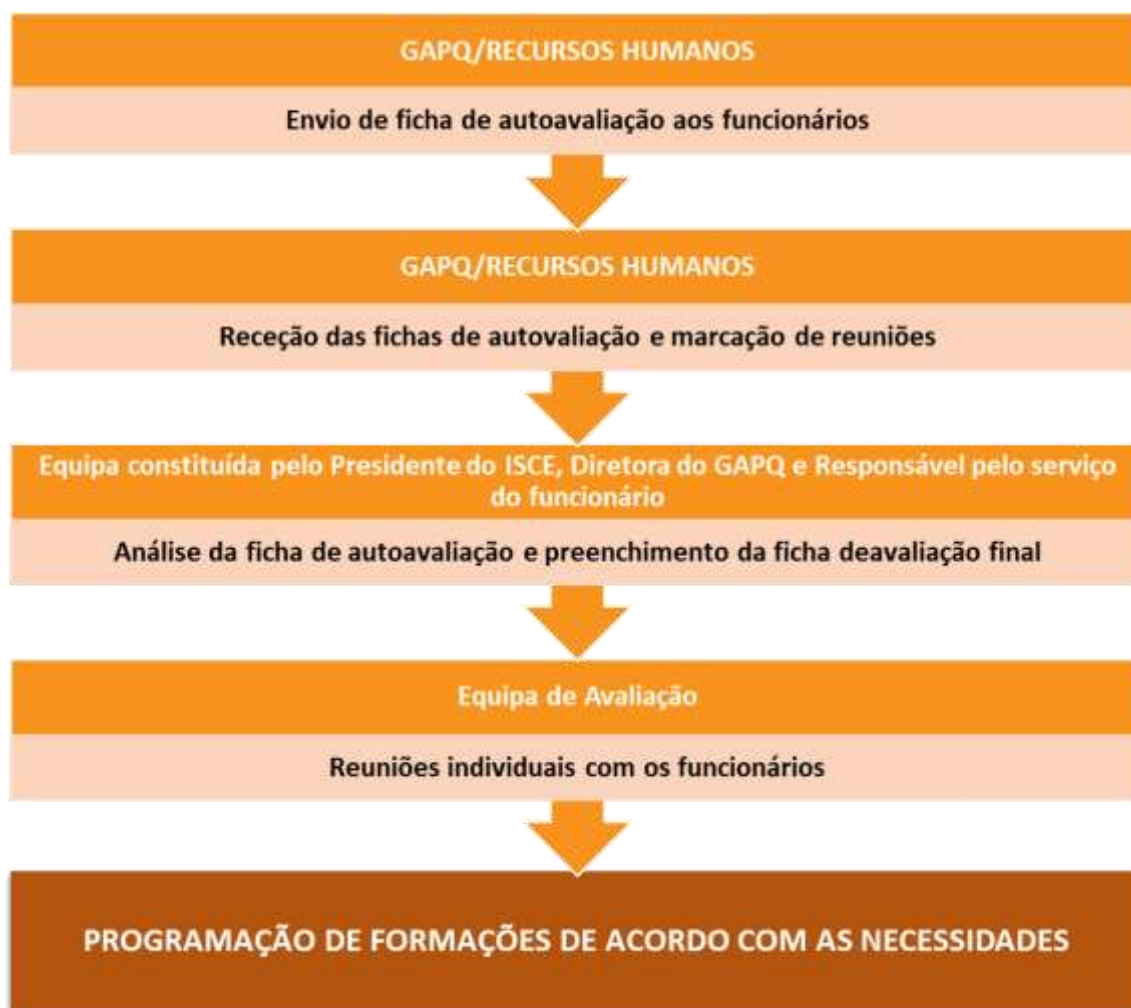 GAPQ/RECURSOS HUMANOS
Envio de ficha de autoavaliação aos funcionários
GAPQ/RECURSOS HUMANOS
Receção das fichas de autovaliação e marcação de reuniões
Equipa constituída pelo Presidente do ISCE, Diretora do GAPQ e Responsável pelo serviço
do funcionário
Análise da ficha de autoavaliação e preenchimento da ficha deavaliação final
Equipa de Avaliação
Reuniões individuais com os funcionários
PROGRAMAÇÃO DE FORMAÇÕES DE ACORDO COM AS NECESSIDADES